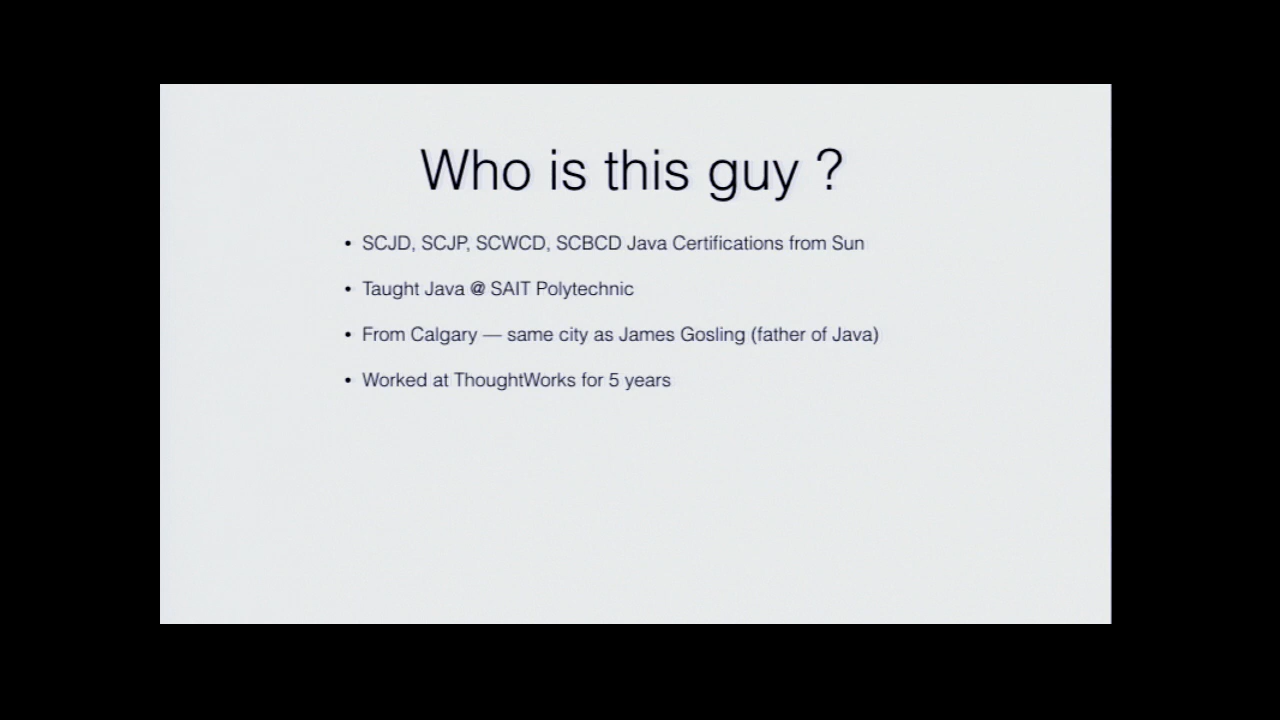 Who is this guy ?
• SCJD, SCJP, SCWCD, SCBCD Java Certifications from Sun
• Taught Java @ SAIT Polytechnic
• From Calgary — same city as James Gosling (father of Java)
• Worked at ThoughtWorks for 5 years